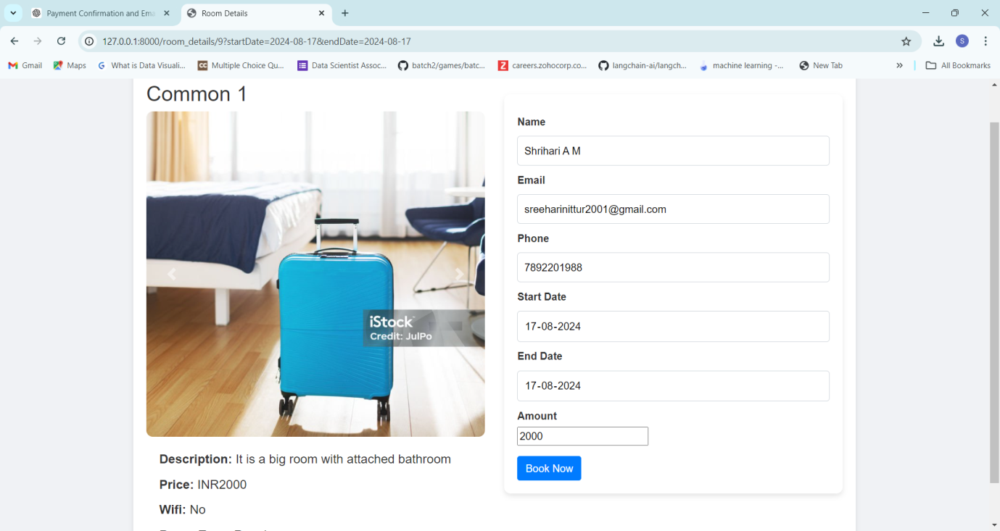 Payment Confirmation and Ema
Room Details
127.0.0.1:8000/room_details/9?startDate=2024-08-17&endDate=2024-08-17
S
Gmail
Maps
G What is Data Visuali...
CC Multiple Choice Qu...
Data Scientist Assoc...
batch2/games/batc...
Z careers.zohocorp.co...
langchain-ai/langch...
machine learning -...
New Tab
»
All Bookmarks
Common 1
iStock
Credit: JulPo
Description: It is a big room with attached bathroom
Price: INR2000
Wifi: No
Name
Shrihari A M
Email
sreeharinittur2001@gmail.com
Phone
7892201988
Start Date
17-08-2024
End Date
17-08-2024
Amount
2000
Book Now